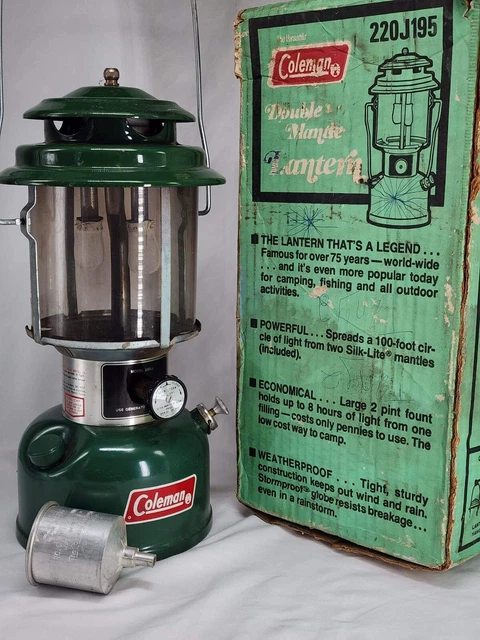 220J195
Coleman®
Double
Mantle
Lantern
THE LANTERN THAT'S A LEGEND . . .
Famous for over 75 years — world-wide
. . . and it's even more popular today
for camping, fishing and all outdoor
activities.
POWERFUL . . . Spreads a 100-foot cir-
cle of light from two Silk-Lite® mantles
(included).
ECONOMICAL . . . Large 2 pint fount
holds up to 8 hours of light from one
filling — costs only pennies to use. The
low cost way to camp.
WEATHERPROOF . . . Tight, sturdy
construction keeps out wind and rain.
Stormproof® globe resists breakage . . .
even in a rainstorm.
Coleman®